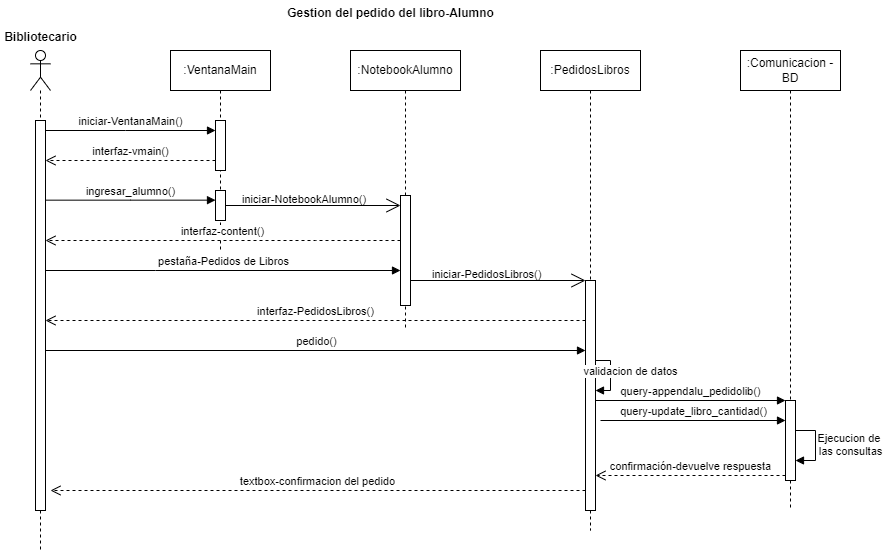 Gestion del pedido del libro-Alumno
Bibliotecario
:VentanaMain
:NotebookAlumno
:PedidosLibros
:Comunicacion -
BD
iniciar-VentanaMain()
interfaz-vmain()
ingresar_alumno()
iniciar-NotebookAlumno()
interfaz-content()
pestaña-Pedidos de Libros
iniciar-PedidosLibros()
interfaz-PedidosLibros()
pedido()
validacion de datos
query-appendalu_pedidolib()
query-update_libro_cantidad()
Ejecucion de
las consultas
confirmación-devuelve respuesta
textbox-confirmacion del pedido